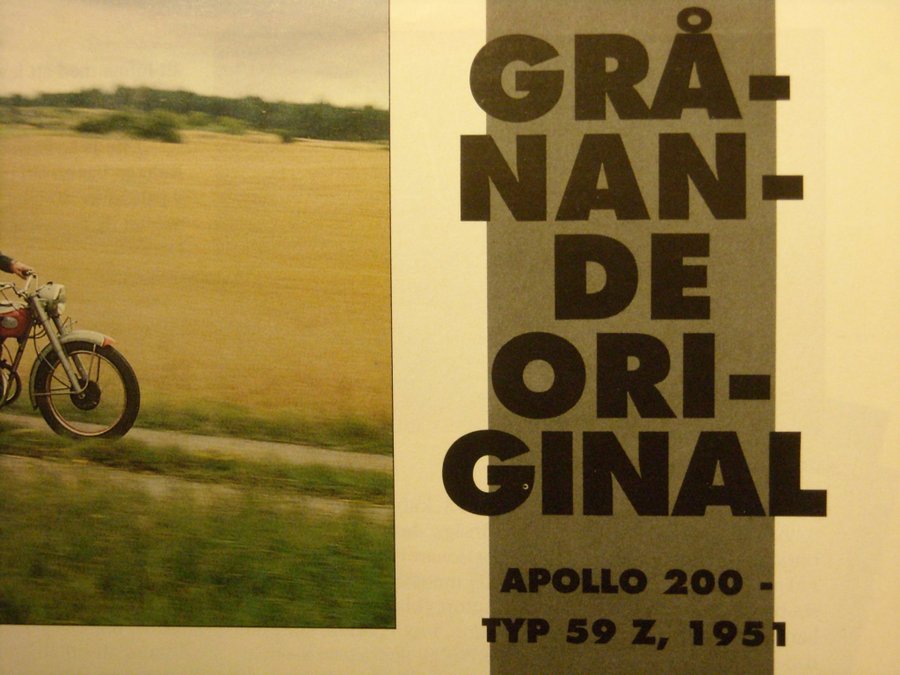 GRÅ-
NAN-
DE
ORI-
GINAL
APOLLO 200 -
TYP 59 Z, 1951